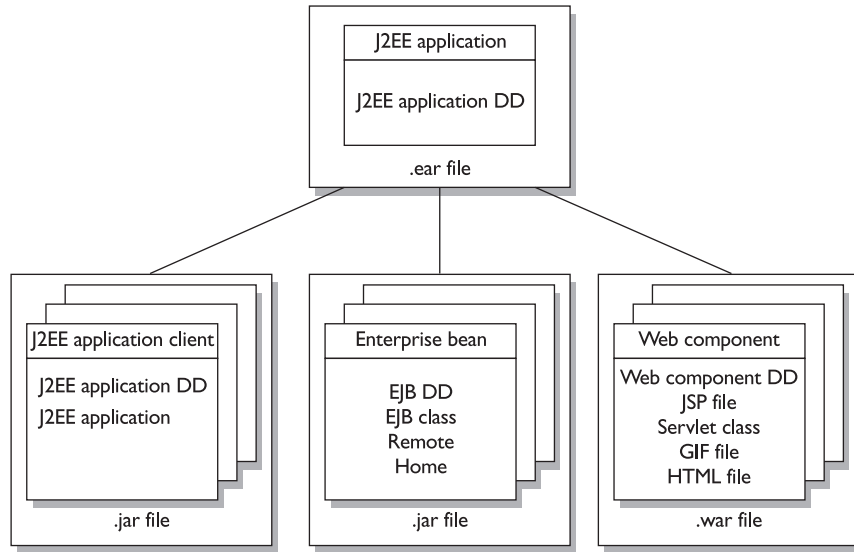 J2EE application
J2EE application DD
.ear file
J2EE application client
J2EE application DD
J2EE application
.jar file
Enterprise bean
EJB DD
EJB class
Remote
Home
.jar file
Web component
Web component DD
JSP file
Servlet class
GIF file
HTML file
.war file